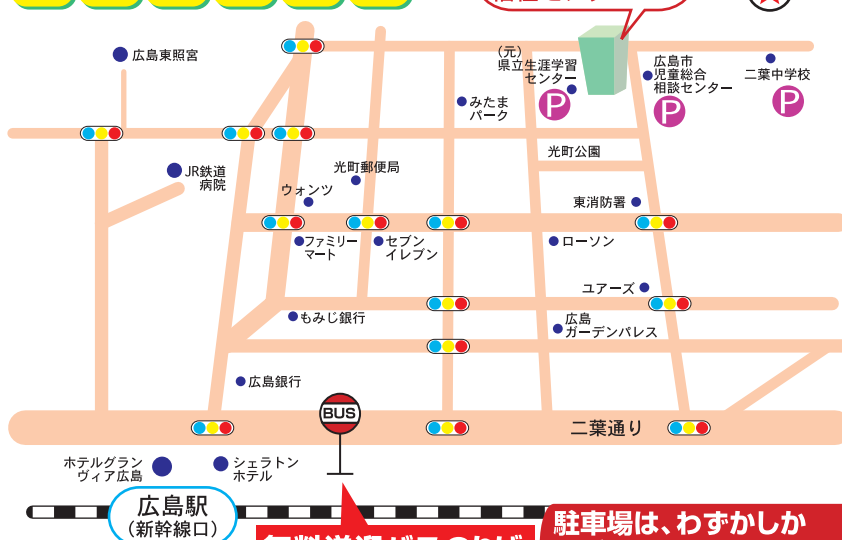 広島東照宮
(元)
県立生涯学習
センター
広島市
児童総合
相談センター
二葉中学校
P
P
P
みたま
パーク
光町公園
JR鉄道
病院
光町郵便局
ウォンツ
東消防署
ファミリー
マート
セブン
イレブン
ローソン
ユアーズ
もみじ銀行
広島
ガーデンパレス
広島銀行
BUS
二葉通り
ホテルグラン
ヴィア広島
シェラトン
ホテル
広島駅
(新幹線口)
駐車場は、わずかしか